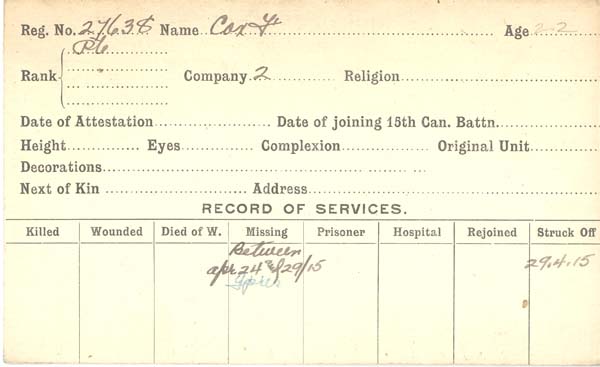 Reg. No. 27638 Name Cox F Age 22
Rank Pte Company 2 Religion
Date of Attestation Date of joining 15th Can. Battn.
Height Eyes Complexion Original Unit
Decorations
Next of Kin Address
RECORD OF SERVICES.
Killed Wounded Died of W. Missing Prisoner Hospital Rejoined Struck Off
Between
apr 24th & 29/15 29.4.15
Ypres